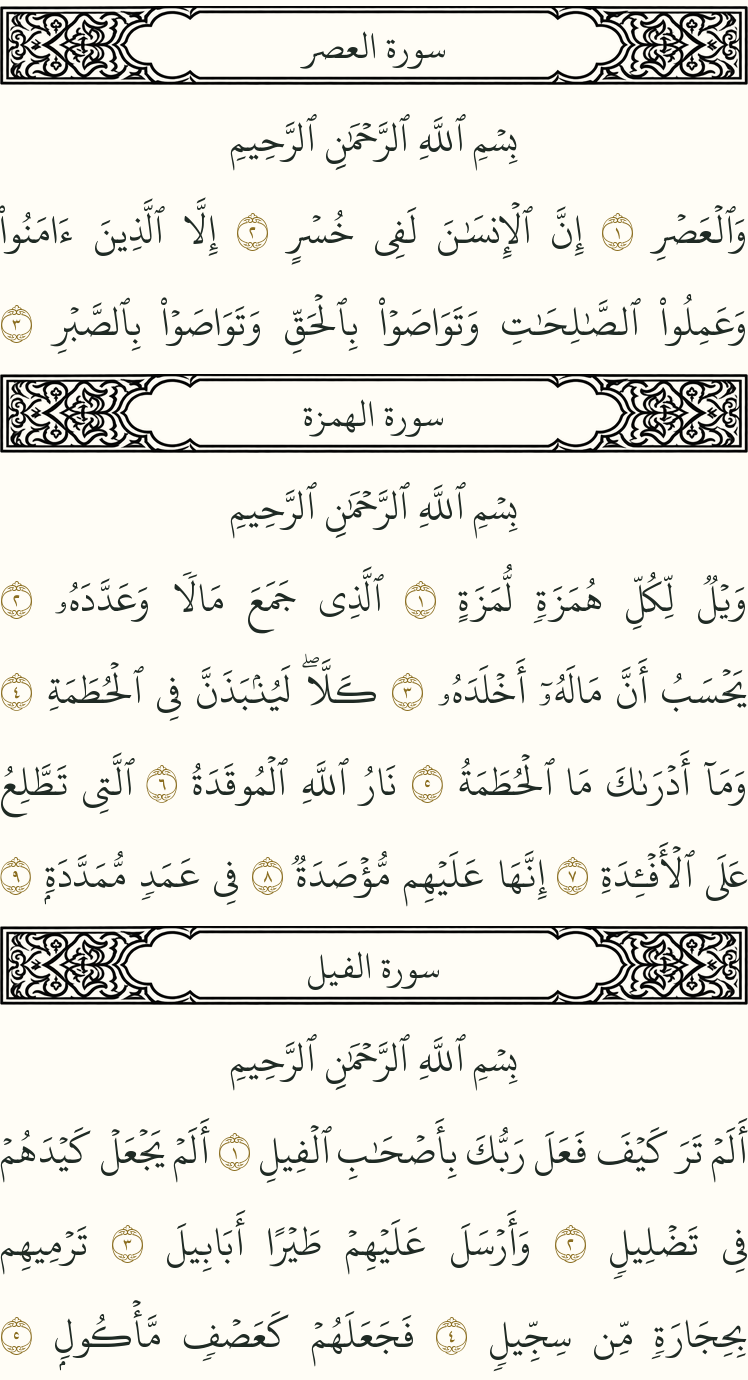 سورة العصر
بِسۡمِ ٱللَّهِ ٱلرَّحۡمَٰنِ ٱلرَّحِيمِ
وَٱلۡعَصۡرِ ١ إِنَّ ٱلۡإِنسَٰنَ لَفِي خُسۡرٍ ٢ إِلَّا ٱلَّذِينَ ءَامَنُواْ
وَعَمِلُواْ ٱلصَّٰلِحَٰتِ وَتَوَاصَوۡاْ بِٱلۡحَقِّ وَتَوَاصَوۡاْ بِٱلصَّبۡرِ ٣
سورة الهمزة
بِسۡمِ ٱللَّهِ ٱلرَّحۡمَٰنِ ٱلرَّحِيمِ
وَيۡلٞ لِّكُلِّ هُمَزَةٖ لُّمَزَةٍ ١ ٱلَّذِي جَمَعَ مَالٗا وَعَدَّدَهُۥ ٢
يَحۡسَبُ أَنَّ مَالَهُۥٓ أَخۡلَدَهُۥ ٣ كَلَّاۖ لَيُنۢبَذَنَّ فِي ٱلۡحُطَمَةِ ٤
وَمَآ أَدۡرَىٰكَ مَا ٱلۡحُطَمَةُ ٥ نَارُ ٱللَّهِ ٱلۡمُوقَدَةُ ٦ ٱلَّتِي تَطَّلِعُ
عَلَى ٱلۡأَفۡـِٔدَةِ ٧ إِنَّهَا عَلَيۡهِم مُّؤۡصَدَةٞ ٨ فِي عَمَدٖ مُّمَدَّدَةِۭ ٩
سورة الفيل
بِسۡمِ ٱللَّهِ ٱلرَّحۡمَٰنِ ٱلرَّحِيمِ
أَلَمۡ تَرَ كَيۡفَ فَعَلَ رَبُّكَ بِأَصۡحَٰبِ ٱلۡفِيلِ ١ أَلَمۡ يَجۡعَلۡ كَيۡدَهُمۡ
فِي تَضۡلِيلٖ ٢ وَأَرۡسَلَ عَلَيۡهِمۡ طَيۡرًا أَبَابِيلَ ٣ تَرۡمِيهِم
بِحِجَارَةٖ مِّن سِجِّيلٖ ٤ فَجَعَلَهُمۡ كَعَصۡفٖ مَّأۡكُولِۭ ٥